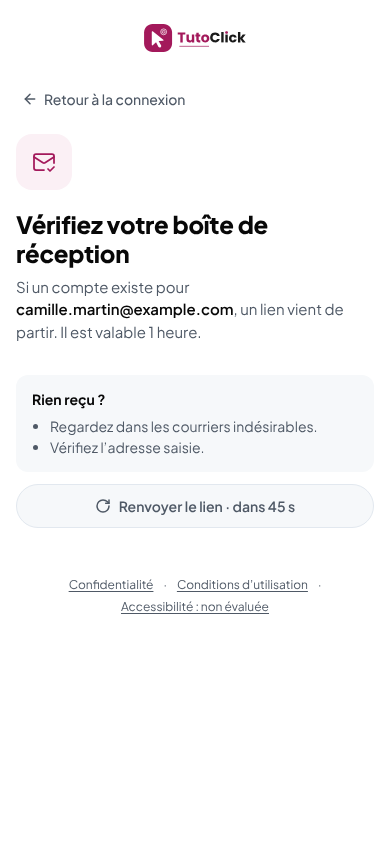 TutoClick
Retour à la connexion
Vérifiez votre boîte de
réception
Si un compte existe pour
camille.martin@example.com, un lien vient de
partir. Il est valable 1 heure.
Rien reçu ?
• Regardez dans les courriers indésirables.
• Vérifiez l’adresse saisie.
Renvoyer le lien · dans 45 s
Confidentialité · Conditions d’utilisation ·
Accessibilité : non évaluée